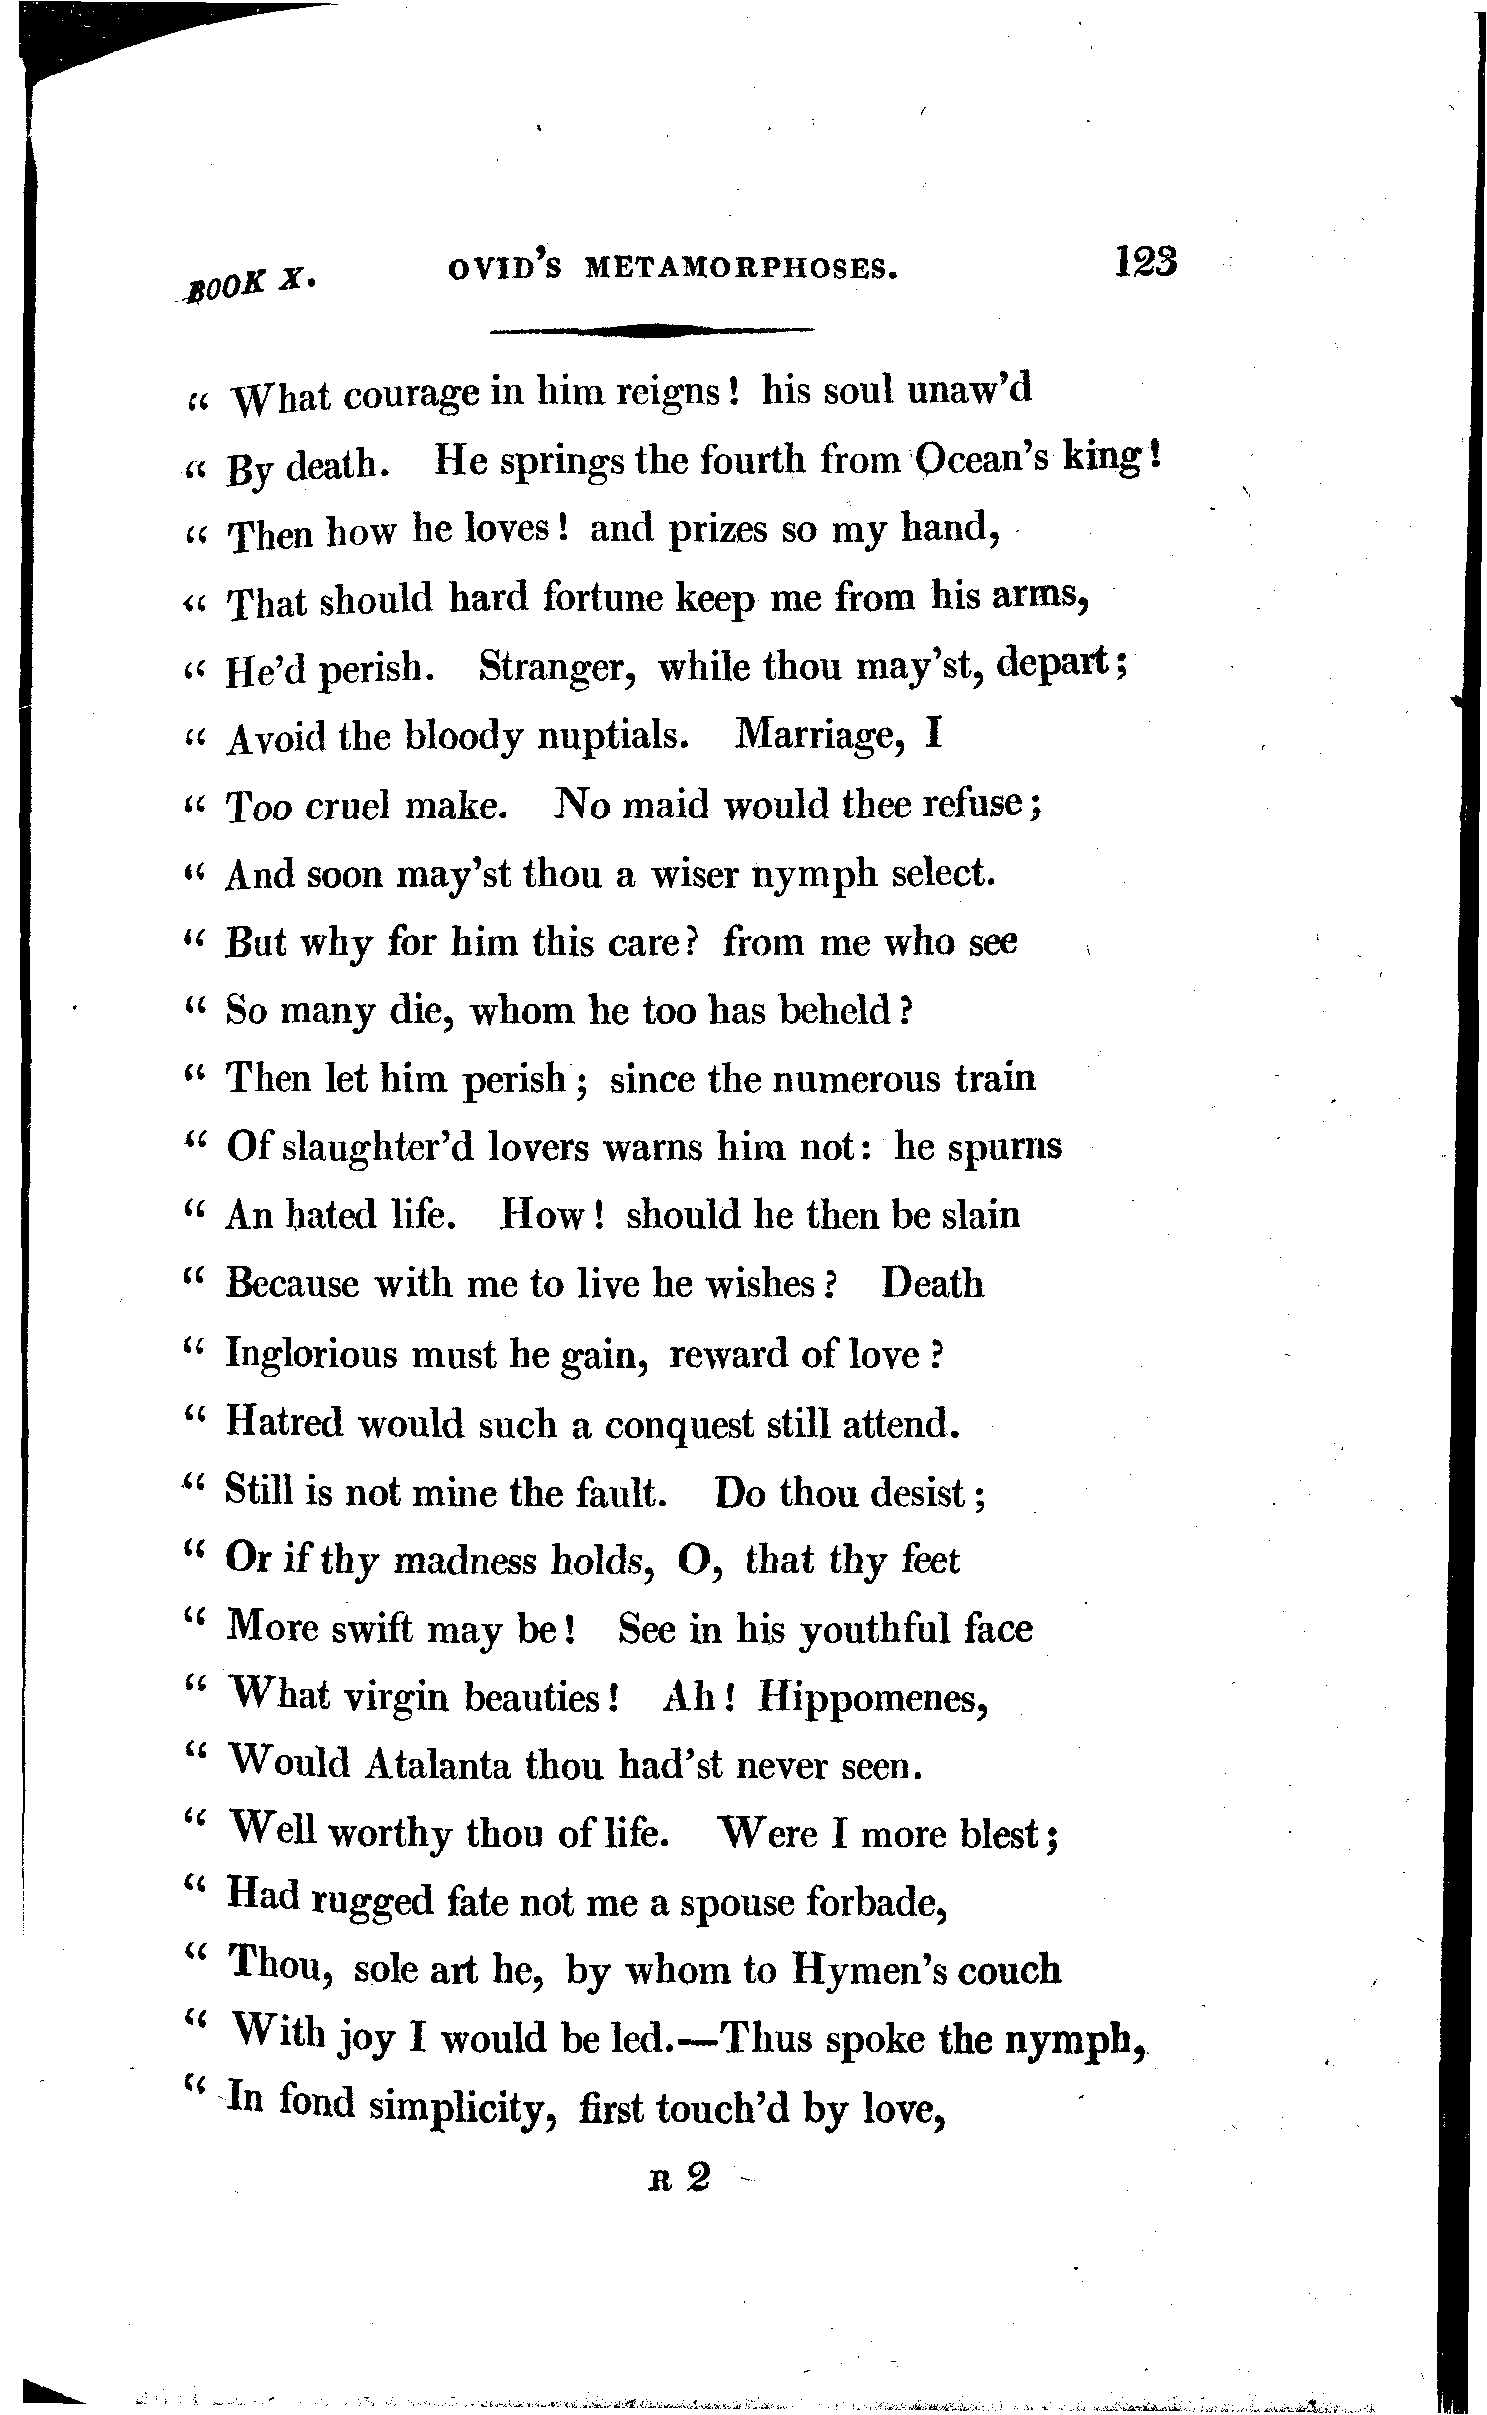 BOOK X. OVID'S METAMORPHOSES. 123
“ What courage in him reigns! his soul unaw'd
“ By death. He springs the fourth from Ocean's king!
“ Then how he loves! and prizes so my hand,
“ That should hard fortune keep me from his arms,
“ He'd perish. Stranger, while thou may'st, depart;
“ Avoid the bloody nuptials. Marriage, I
“ Too cruel make. No maid would thee refuse;
“ And soon may'st thou a wiser nymph select.
“ But why for him this care? from me who see
“ So many die, whom he too has beheld?
“ Then let him perish; since the numerous train
“ Of slaughter'd lovers warns him not: he spurns
“ An hated life. How! should he then be slain
“ Because with me to live he wishes? Death
“ Inglorious must he gain, reward of love?
“ Hatred would such a conquest still attend.
“ Still is not mine the fault. Do thou desist;
“ Or if thy madness holds, O, that thy feet
“ More swift may be! See in his youthful face
“ What virgin beauties! Ah! Hippomenes,
“ Would Atalanta thou had'st never seen.
“ Well worthy thou of life. Were I more blest;
“ Had rugged fate not me a spouse forbade,
“ Thou, sole art he, by whom to Hymen's couch
“ With joy I would be led.—Thus spoke the nymph,
“ In fond simplicity, first touch'd by love,
R 2